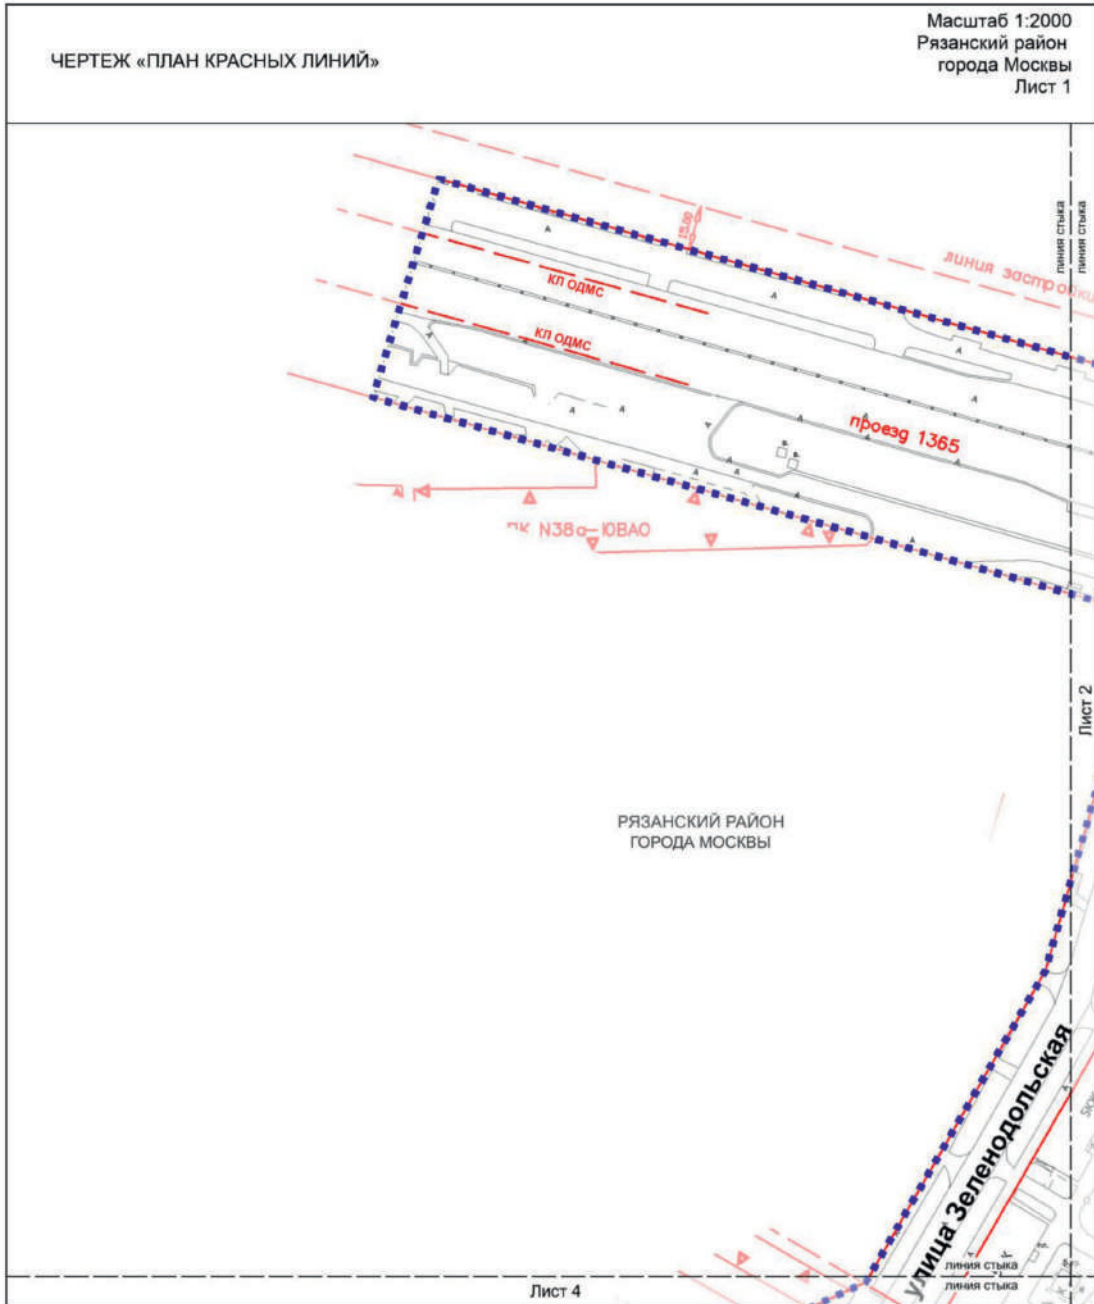 ЧЕРТЕЖ «ПЛАН КРАСНЫХ ЛИНИЙ»
Масштаб 1:2000
Рязанский район
города Москвы
Лист 1
линия стыка
линия стыка
15.00
линия застройки
КЛ ОДМС
КЛ ОДМС
проезд 1365
ПК N38а-ЮВАО
Лист 2
РЯЗАНСКИЙ РАЙОН
ГОРОДА МОСКВЫ
улица Зеленодольская
линия стыка
линия стыка
Лист 4